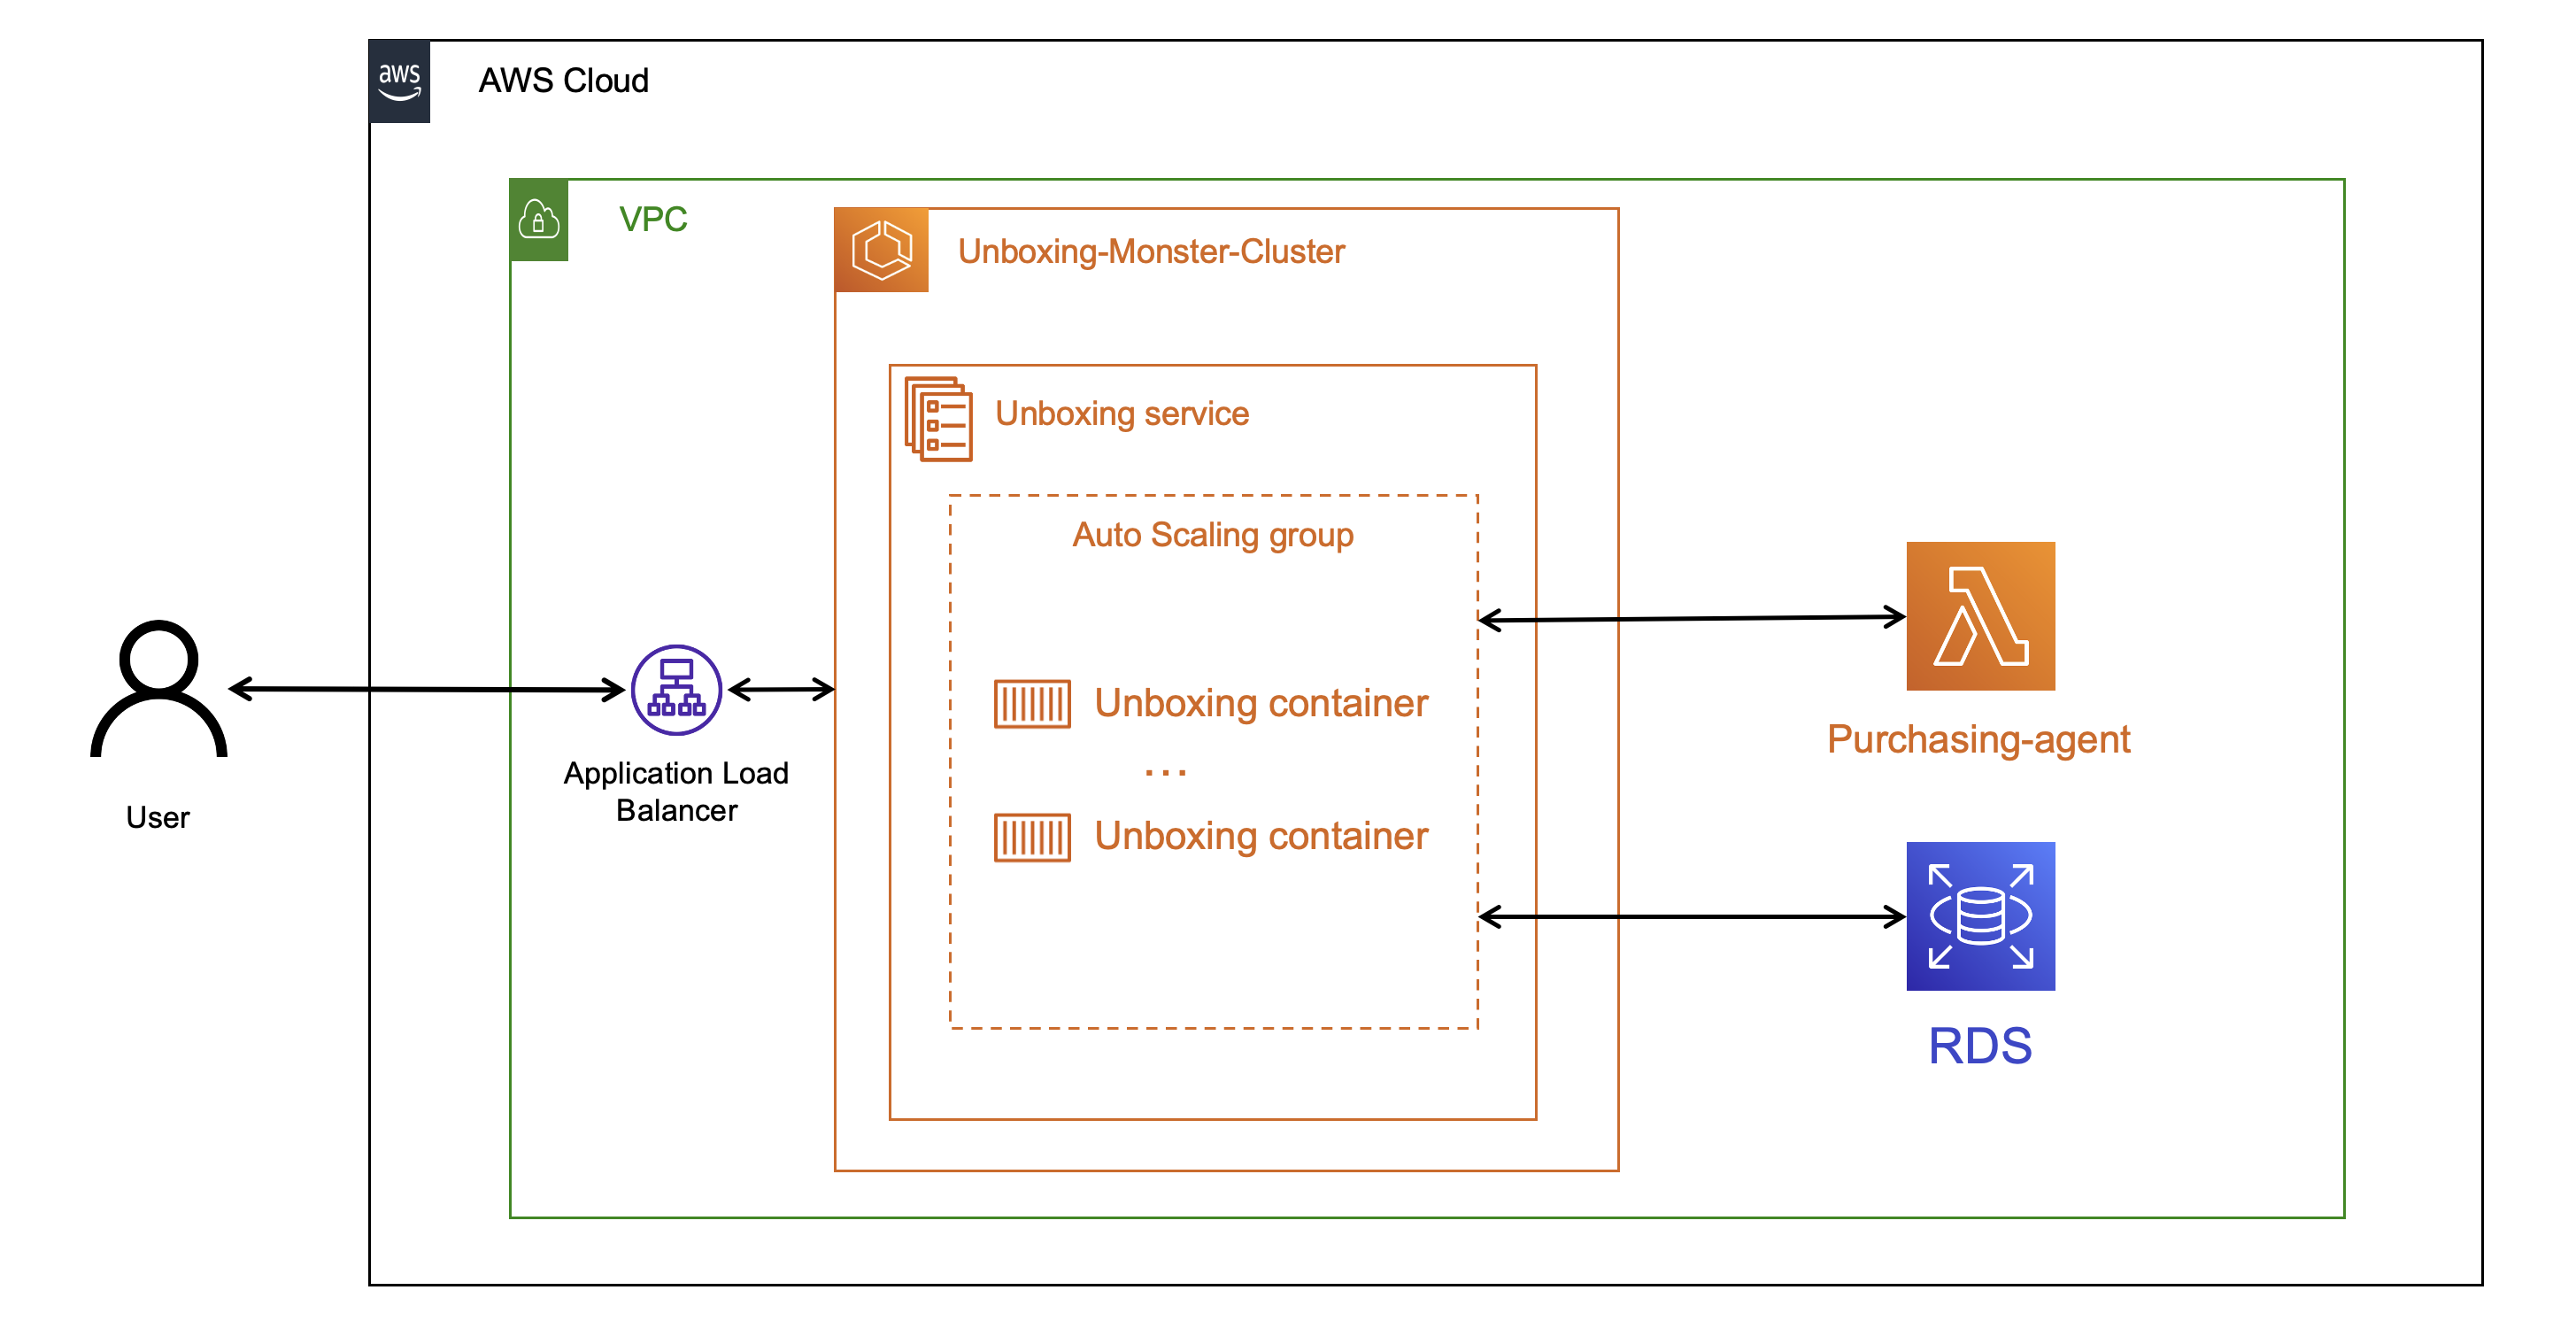 aws
AWS Cloud
VPC
Unboxing-Monster-Cluster
Unboxing service
Auto Scaling group
Unboxing container
...
Unboxing container
User
Application Load
Balancer
Purchasing-agent
RDS